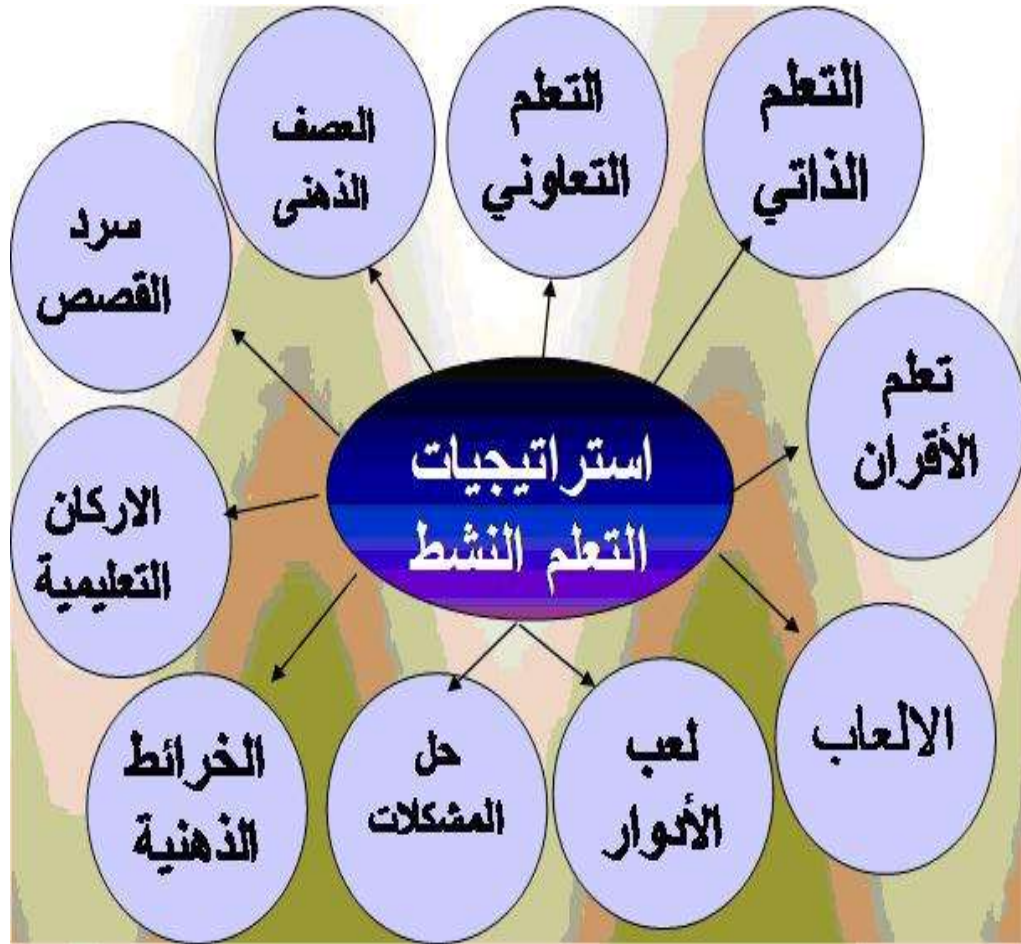 التعلم
الذاتي
التعلم
التعاوني
العصف
الذهنى
سرد
القصص
تعلم
الأقران
استراتيجيات
التعلم النشط
الاركان
التعليمية
الالعاب
لعب
الأدوار
حل
المشكلات
الخرائط
الذهنية